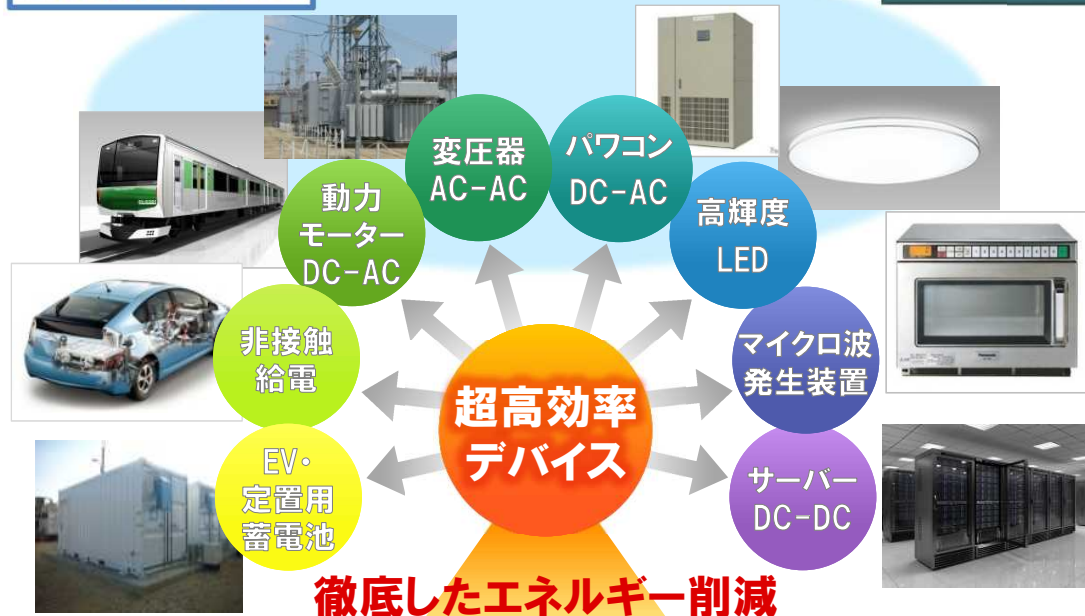 変圧器
AC-AC
パワコン
DC-AC
動力
モーター
DC-AC
高輝度
LED
非接触
給電
マイクロ波
発生装置
超高効率
デバイス
EV・
定置用
蓄電池
サーバー
DC-DC
徹底したエネルギー削減